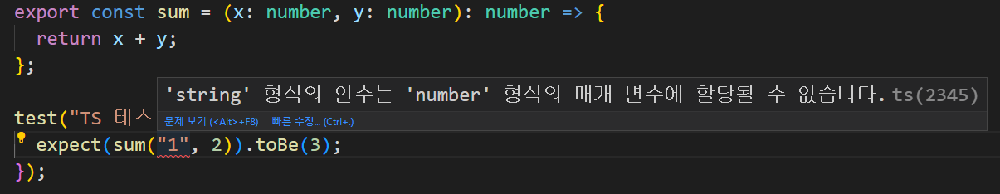 export const sum = (x: number, y: number): number => {
return x + y;
};
'string' 형식의 인수는 'number' 형식의 매개 변수에 할당될 수 없습니다. ts(2345)
문제 보기 (<Alt>+F8) 빠른 수정... (Ctrl+.)
test("TS 테스
expect(sum("1", 2)).toBe(3);
});